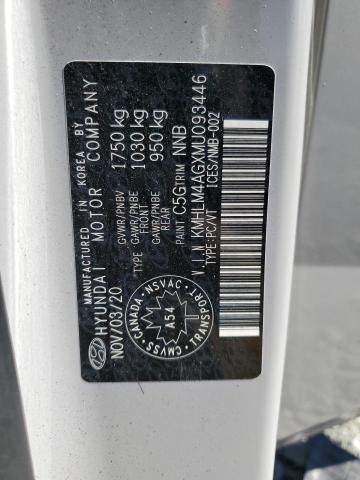 MANUFACTURED IN KOREA BY
HYUNDAI MOTOR COMPANY
NOV/03/20
GVWR/PNBV 1750 kg
GAWR/PNBE FRONT 1030 kg
GAWR/PNBE REAR 950 kg
PAINT C5G TRIM NNB
V.I.N. KMHLM4AGXMU093446
TYPE:PC/VT ICES/NMB-002
CANADA · NSVAC · TRANSPORT · CMVSS
A54